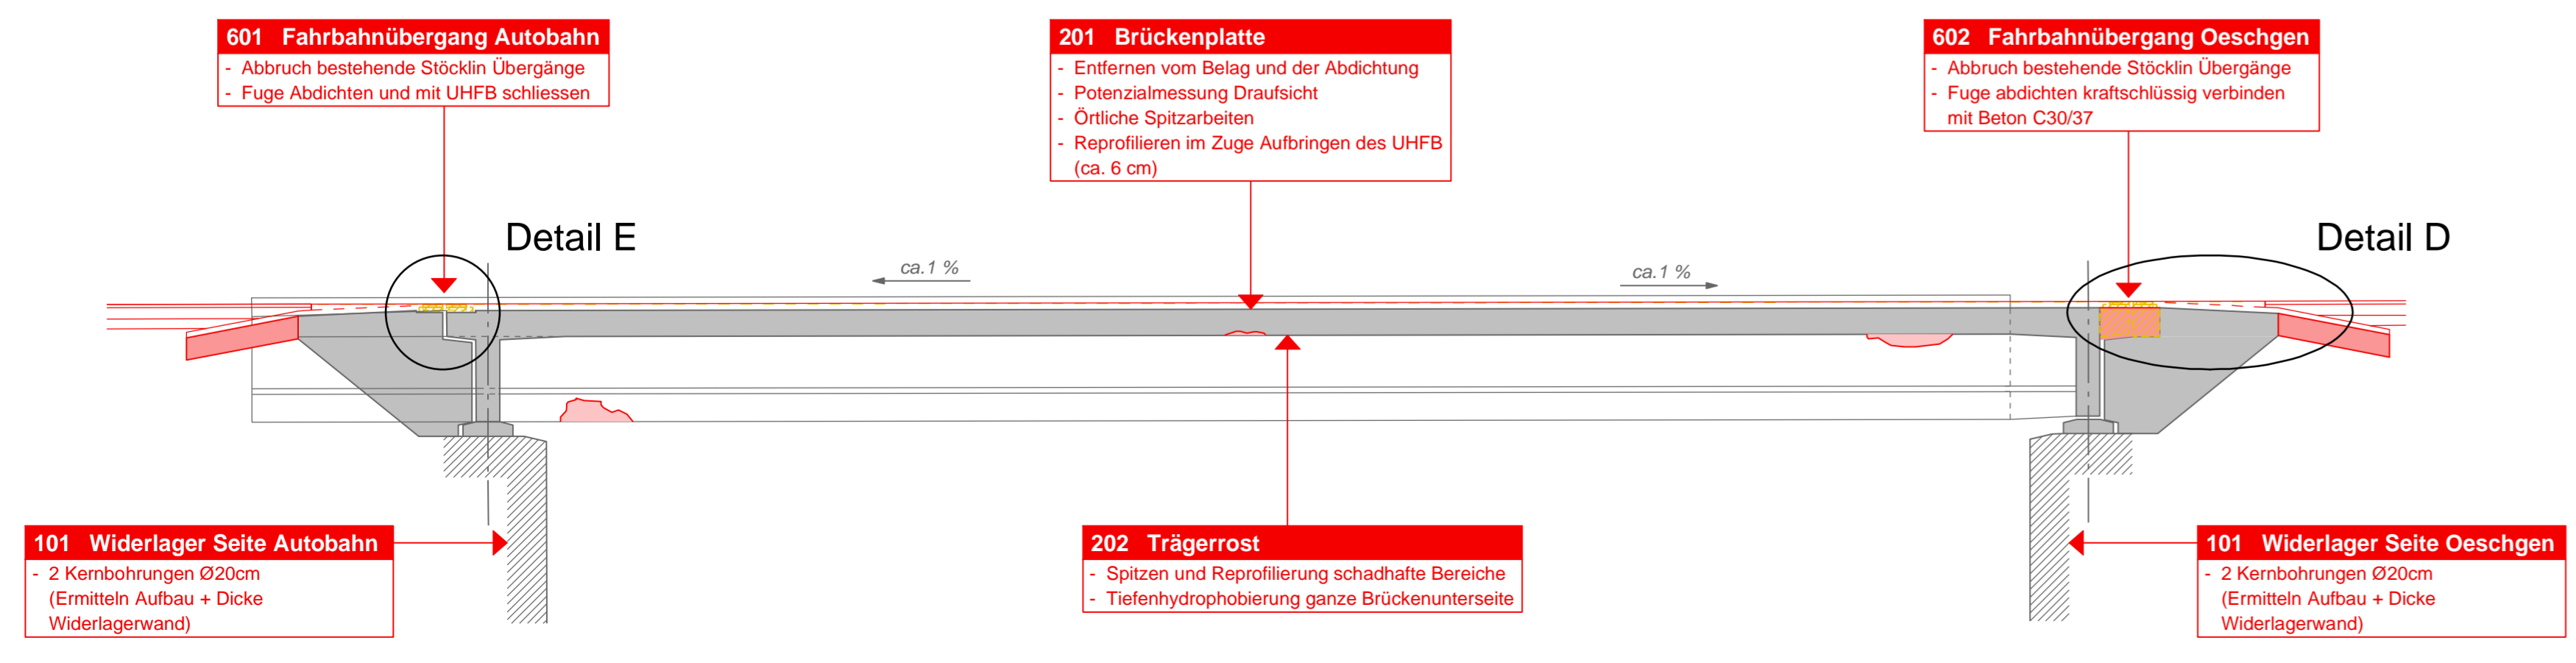 601 Fahrbahnübergang Autobahn
- Abbruch bestehende Stöcklin Übergänge
- Fuge Abdichten und mit UHFB schliessen
201 Brückenplatte
- Entfernen vom Belag und der Abdichtung
- Potenzialmessung Draufsicht
- Örtliche Spitzarbeiten
- Reprofilieren im Zuge Aufbringen des UHFB
(ca. 6 cm)
602 Fahrbahnübergang Oeschgen
- Abbruch bestehende Stöcklin Übergänge
- Fuge abdichten kraftschlüssig verbinden
mit Beton C30/37
Detail E
Detail D
ca.1 %
ca.1 %
101 Widerlager Seite Autobahn
- 2 Kernbohrungen Ø20cm
(Ermitteln Aufbau + Dicke
Widerlagerwand)
202 Trägerrost
- Spitzen und Reprofilierung schadhafte Bereiche
- Tiefenhydrophobierung ganze Brückenunterseite
101 Widerlager Seite Oeschgen
- 2 Kernbohrungen Ø20cm
(Ermitteln Aufbau + Dicke
Widerlagerwand)